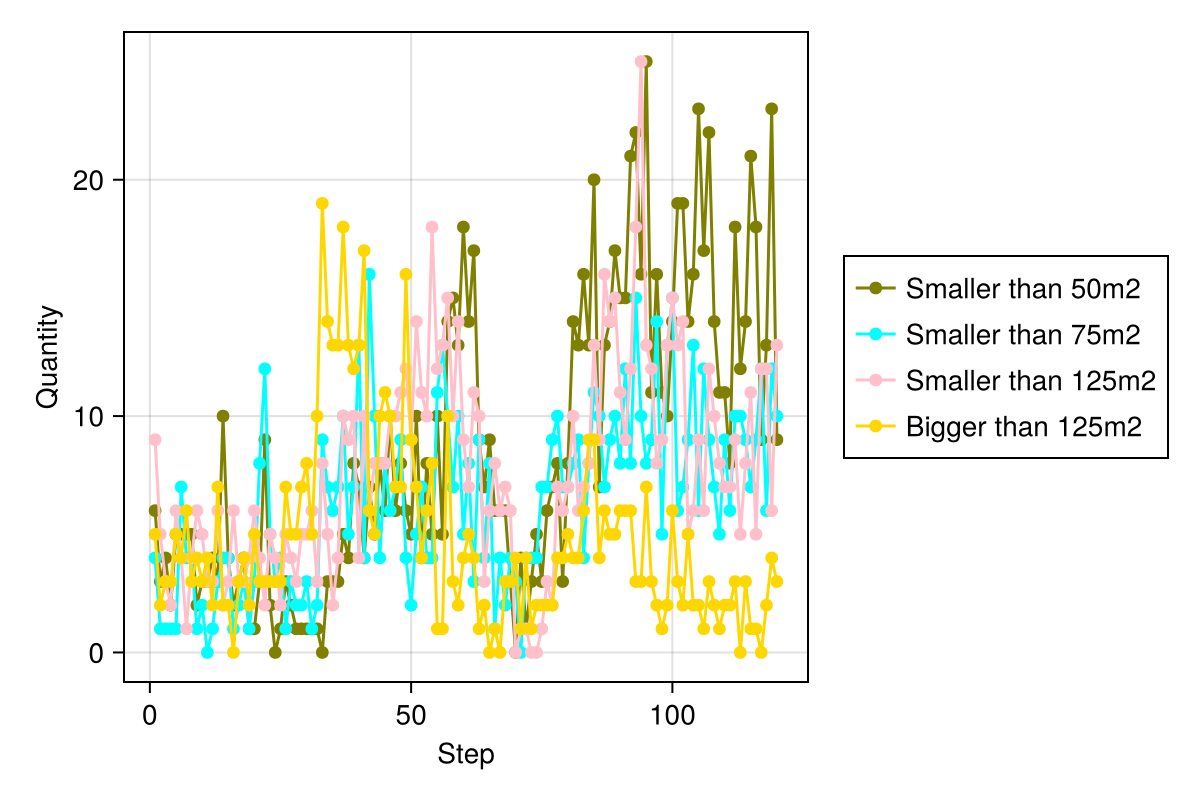 Quantity
20
10
0
0
50
100
Step
Smaller than 50m2
Smaller than 75m2
Smaller than 125m2
Bigger than 125m2